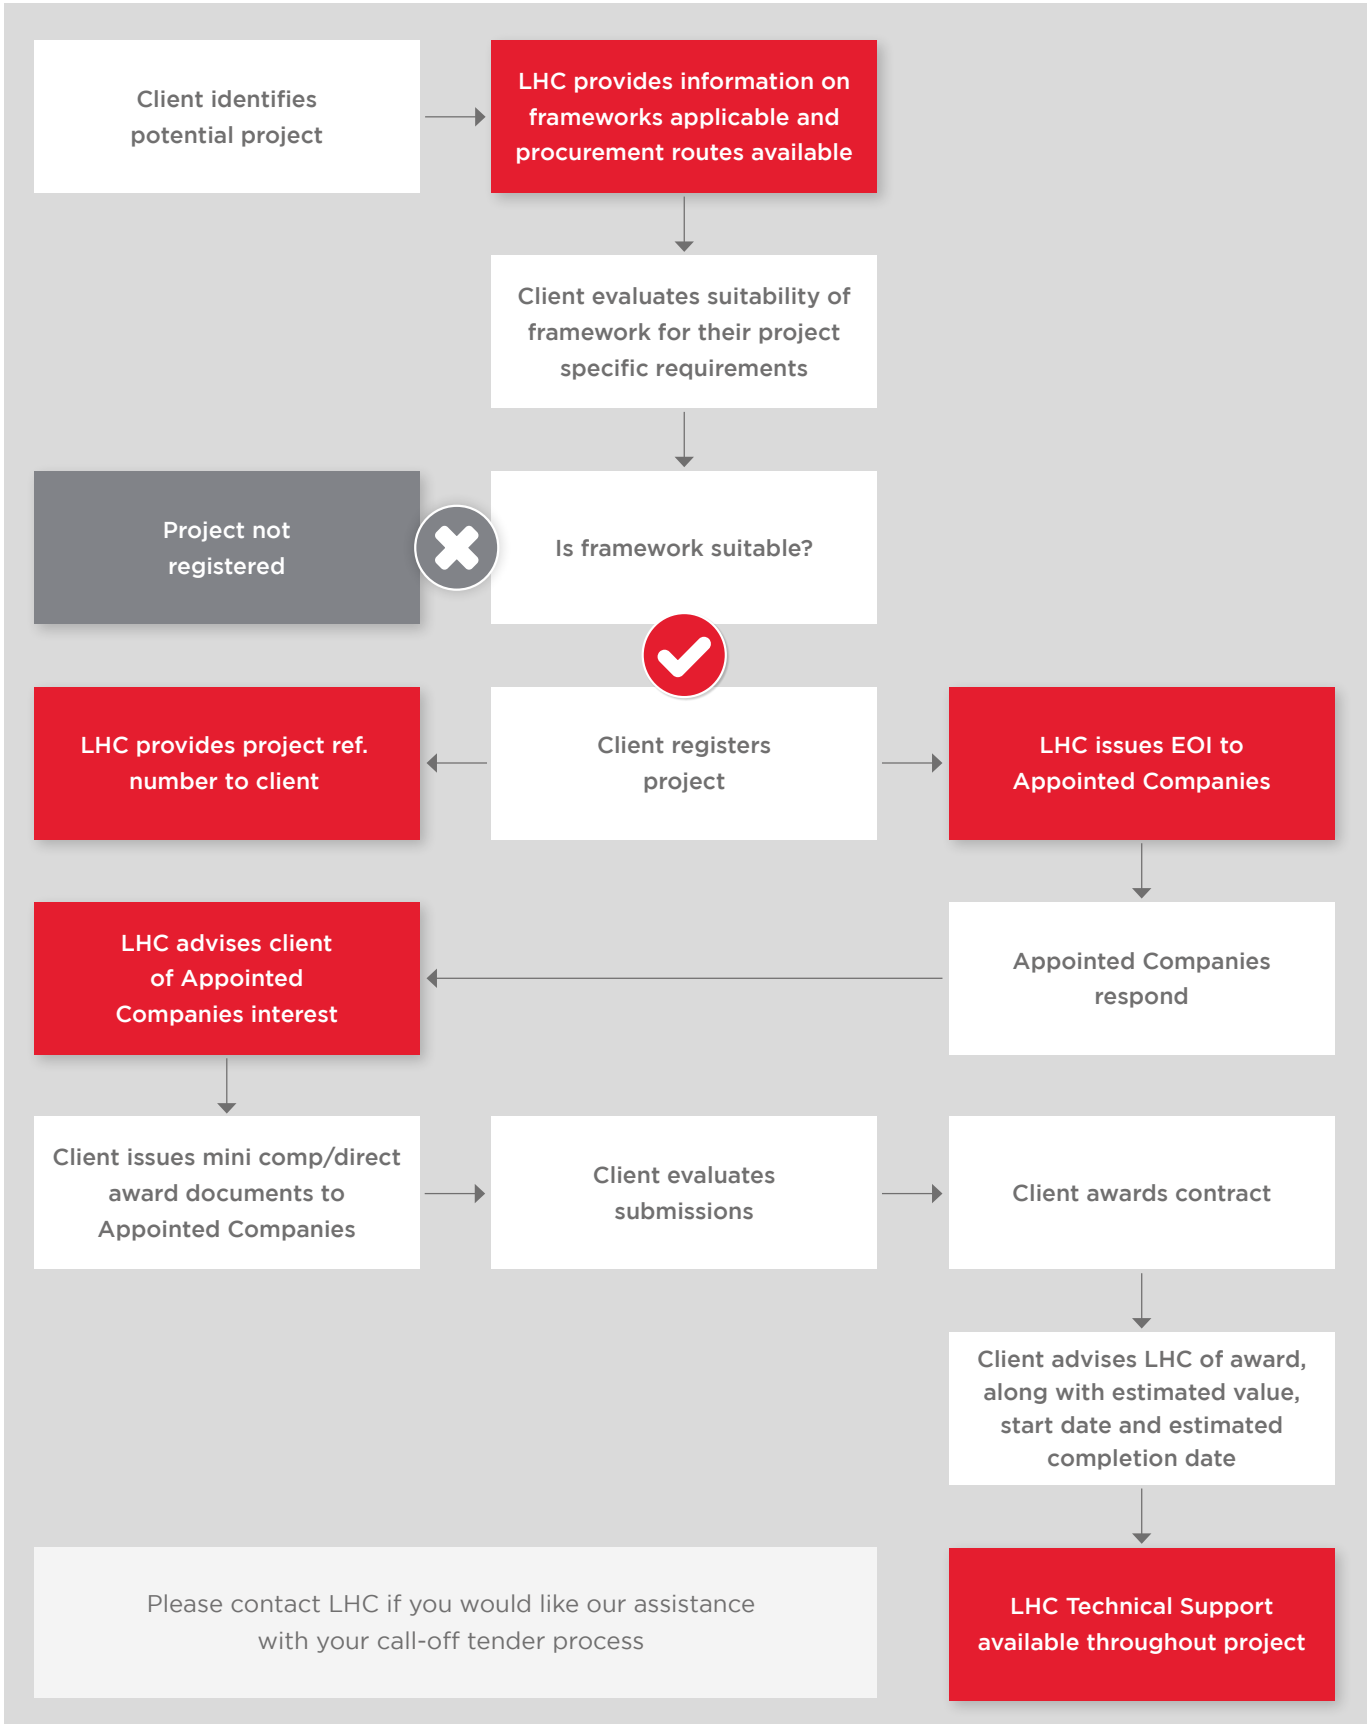 Client identifies
potential project
LHC provides information on
frameworks applicable and
procurement routes available
Client evaluates suitability of
framework for their project
specific requirements
Project not
registered
Is framework suitable?
LHC provides project ref.
number to client
Client registers
project
LHC issues EOI to
Appointed Companies
LHC advises client
of Appointed
Companies interest
Appointed Companies
respond
Client issues mini comp/direct
award documents to
Appointed Companies
Client evaluates
submissions
Client awards contract
Client advises LHC of award,
along with estimated value,
start date and estimated
completion date
Please contact LHC if you would like our assistance
with your call-off tender process
LHC Technical Support
available throughout project